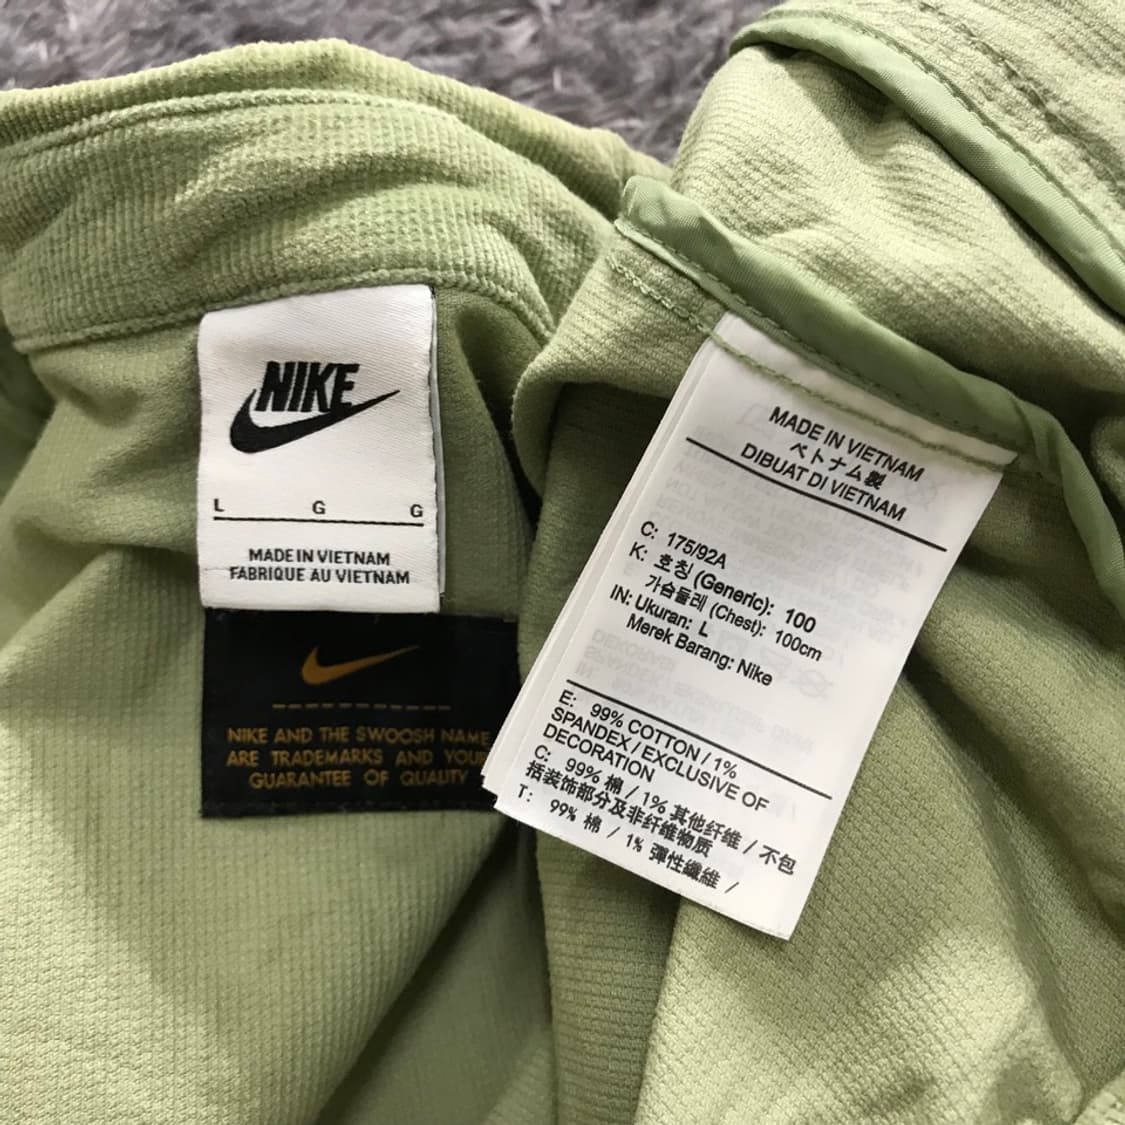 NIKE
L G G
MADE IN VIETNAM
FABRIQUE AU VIETNAM
NIKE AND THE SWOOSH NAME
ARE TRADEMARKS AND YOUR
GUARANTEE OF QUALITY
MADE IN VIETNAM
ベトナム製
DIBUAT DI VIETNAM
C: 175/92A
K: 호칭 (Generic): 100
가슴둘레 (Chest): 100cm
IN: Ukuran: L
Merek Barang: Nike
E: 99% COTTON / 1%
SPANDEX / EXCLUSIVE OF
DECORATION
C: 99% 棉 / 1% 其他纤维 / 不包
括装饰部分及非纤维物质
T: 99% 棉 / 1% 彈性纖維 /